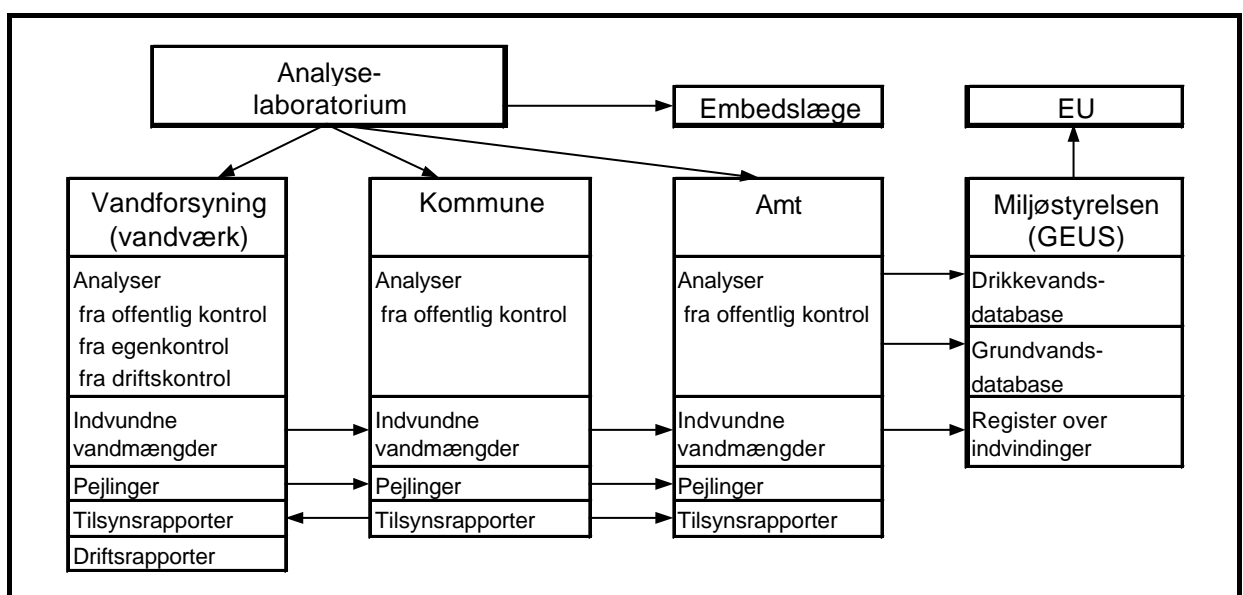 Analyse-
laboratorium
Embedslæge
EU
Vandforsyning
(vandværk)
Analyser
fra offentlig kontrol
fra egenkontrol
fra driftskontrol
Indvundne
vandmængder
Pejlinger
Tilsynsrapporter
Driftsrapporter
Kommune
Analyser
fra offentlig kontrol
Indvundne
vandmængder
Pejlinger
Tilsynsrapporter
Amt
Analyser
fra offentlig kontrol
Indvundne
vandmængder
Pejlinger
Tilsynsrapporter
Miljøstyrelsen
(GEUS)
Drikkevands-
database
Grundvands-
database
Register over
indvindinger